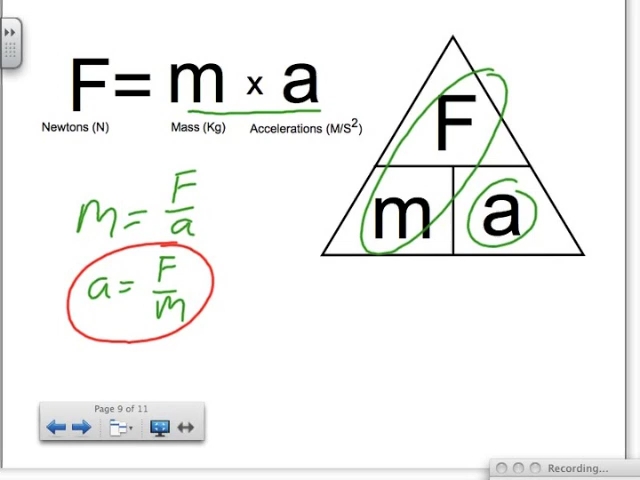 F = m x a
Newtons (N) Mass (Kg) Accelerations (M/S²)
F
m a
m = F/a
a = F/m
Page 9 of 11
Recording...